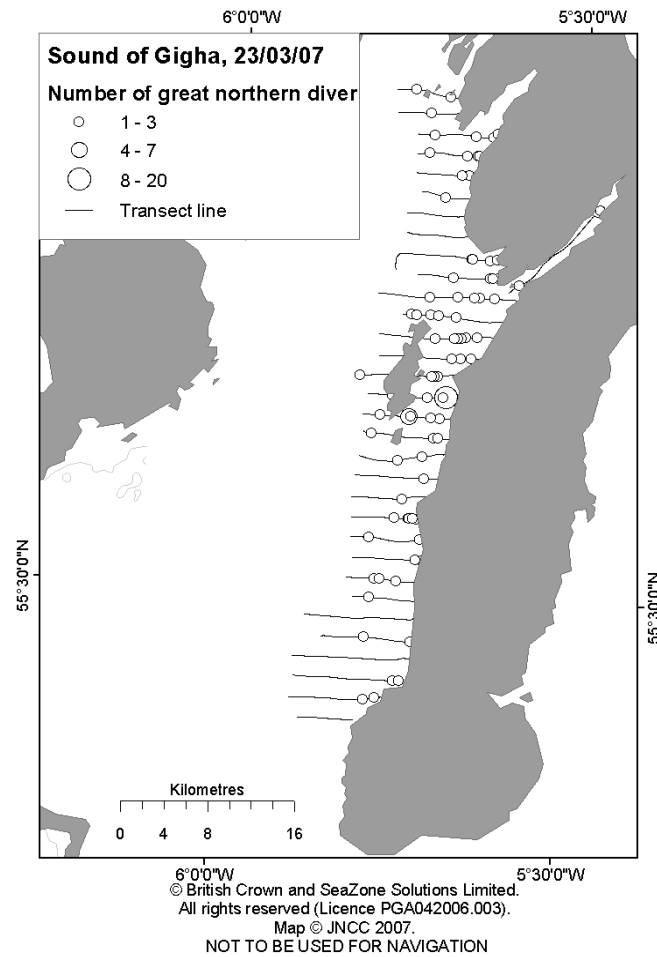 6°0'0"W 5°30'0"W
Sound of Gigha, 23/03/07
Number of great northern diver
1 - 3
4 - 7
8 - 20
Transect line
55°30'0"N
55°30'0"N
Kilometres
0 4 8 16
6°0'0"W 5°30'0"W
© British Crown and SeaZone Solutions Limited.
All rights reserved (Licence PGA042006.003).
Map © JNCC 2007.
NOT TO BE USED FOR NAVIGATION